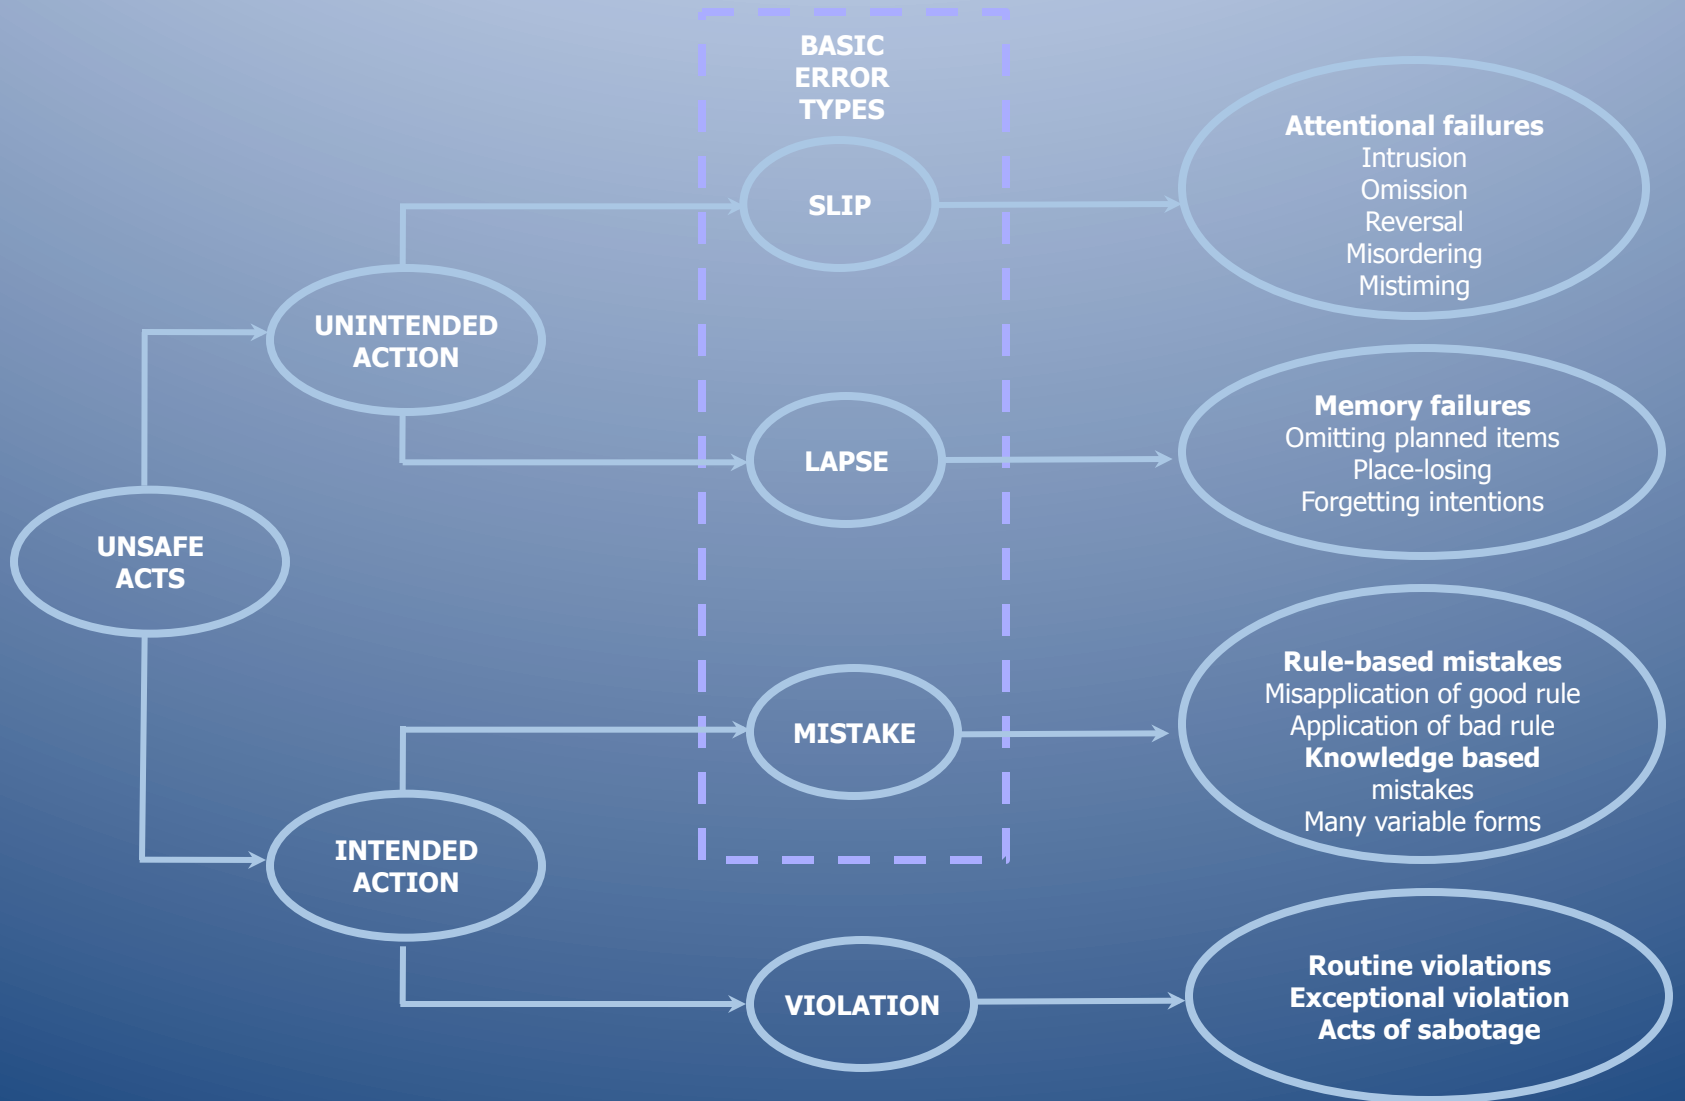 BASIC
ERROR
TYPES
SLIP
Attentional failures
Intrusion
Omission
Reversal
Misordering
Mistiming
UNINTENDED
ACTION
LAPSE
Memory failures
Omitting planned items
Place-losing
Forgetting intentions
UNSAFE
ACTS
MISTAKE
Rule-based mistakes
Misapplication of good rule
Application of bad rule
Knowledge based
mistakes
Many variable forms
INTENDED
ACTION
VIOLATION
Routine violations
Exceptional violation
Acts of sabotage